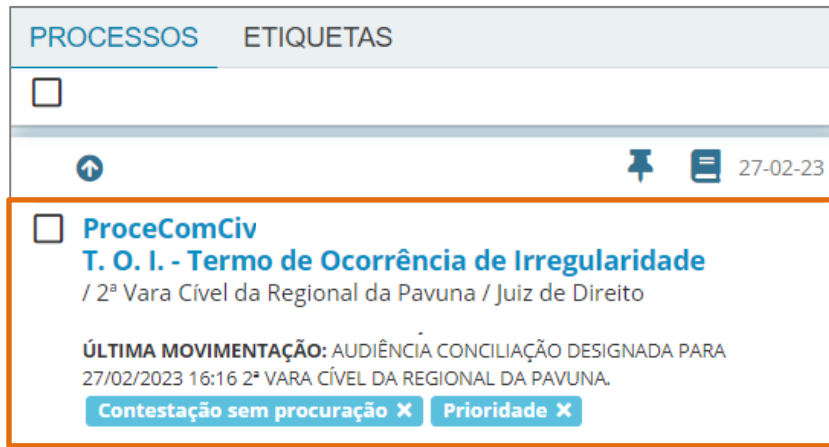 PROCESSOS ETIQUETAS
27-02-23
ProceComCiv
T. O. I. - Termo de Ocorrência de Irregularidade
/ 2ª Vara Cível da Regional da Pavuna / Juiz de Direito
ÚLTIMA MOVIMENTAÇÃO: AUDIÊNCIA CONCILIAÇÃO DESIGNADA PARA
27/02/2023 16:16 2ª VARA CÍVEL DA REGIONAL DA PAVUNA.
Contestação sem procuração × Prioridade ×